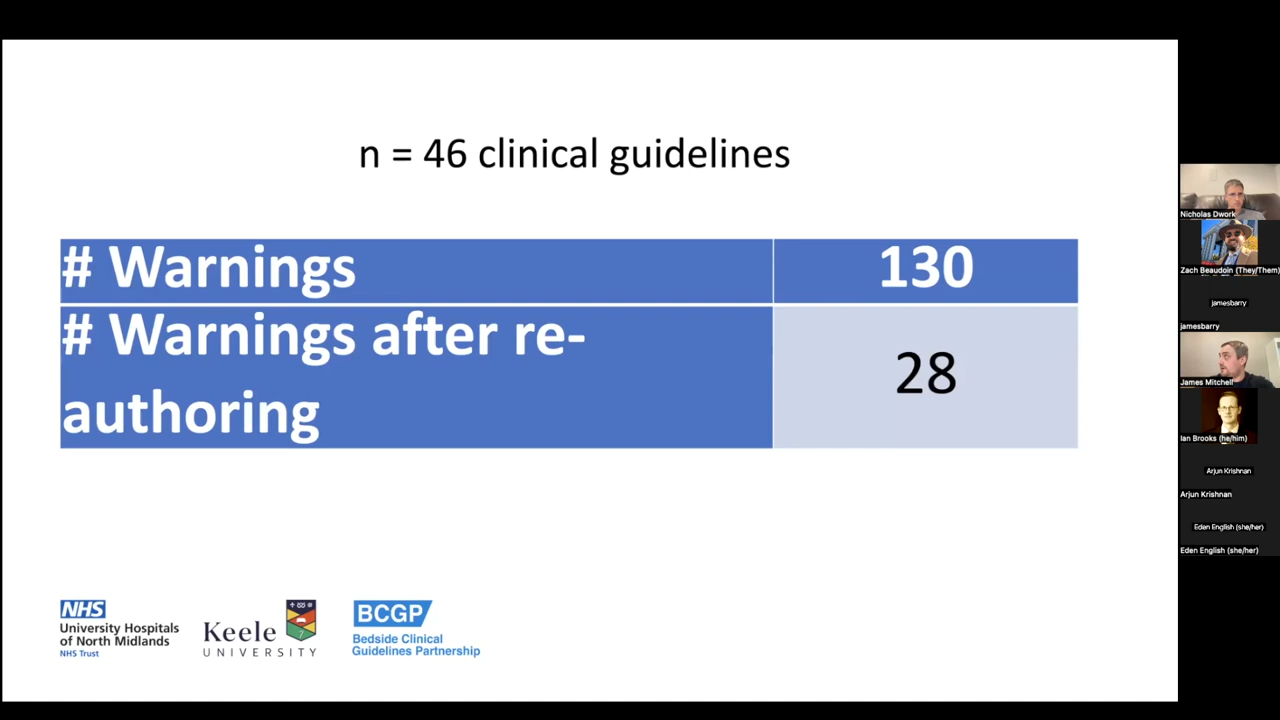 n = 46 clinical guidelines
# Warnings 130
# Warnings after re-
authoring
28
NHS
University Hospitals
of North Midlands
NHS Trust
Keele
UNIVERSITY
BCGP
Bedside Clinical
Guidelines Partnership
Nicholas Dwork
Zach Beaudoin (They/Them)
jamesbarry
jamesbarry
James Mitchell
Ian Brooks (he/him)
Arjun Krishnan
Arjun Krishnan
Eden English (she/her)
Eden English (she/her)